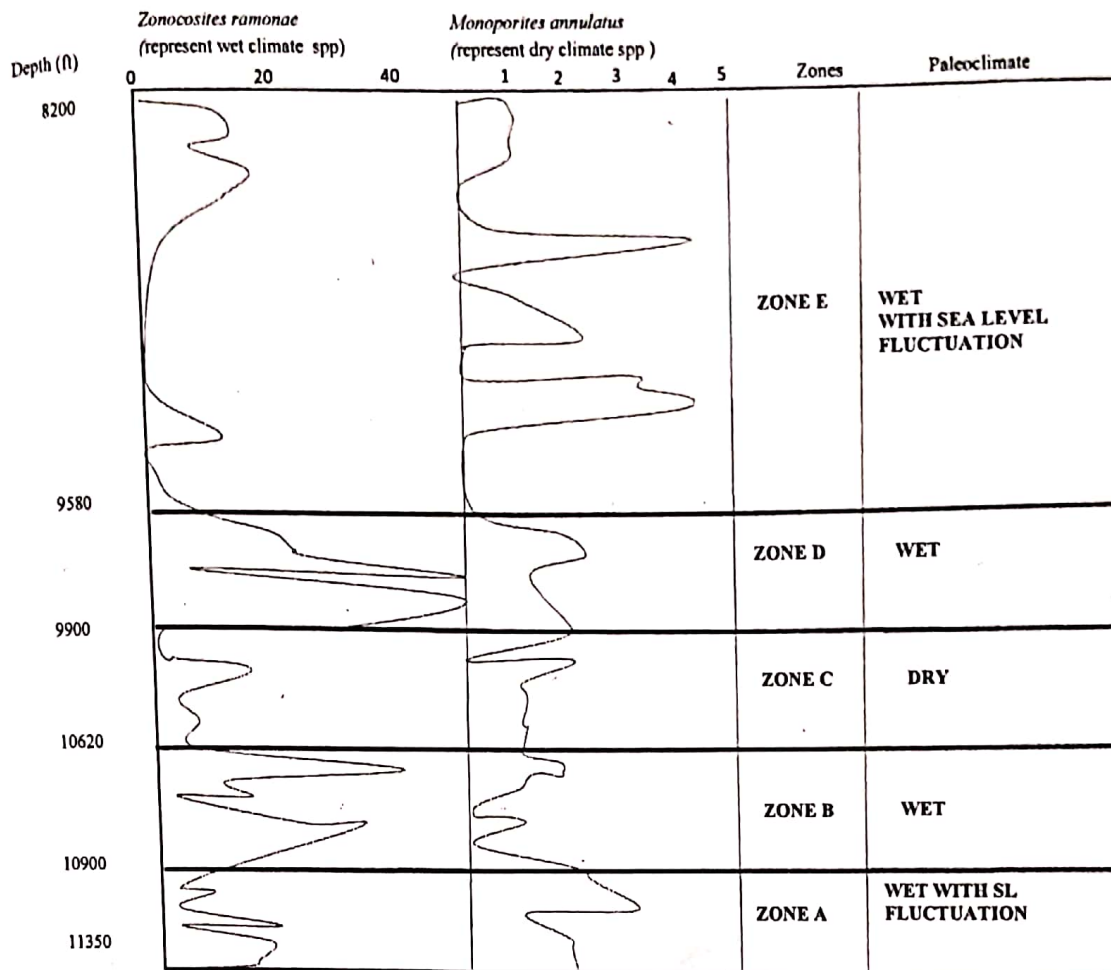 Zonocosites ramonae
(represent wet climate spp)
Monoporites annulatus
(represent dry climate spp )
Depth (ft)
0 20 40 1 2 3 4 5 Zones Paleoclimate
8200
ZONE E
WET
WITH SEA LEVEL
FLUCTUATION
9580
ZONE D WET
9900
ZONE C DRY
10620
ZONE B WET
10900
ZONE A
WET WITH SL
FLUCTUATION
11350